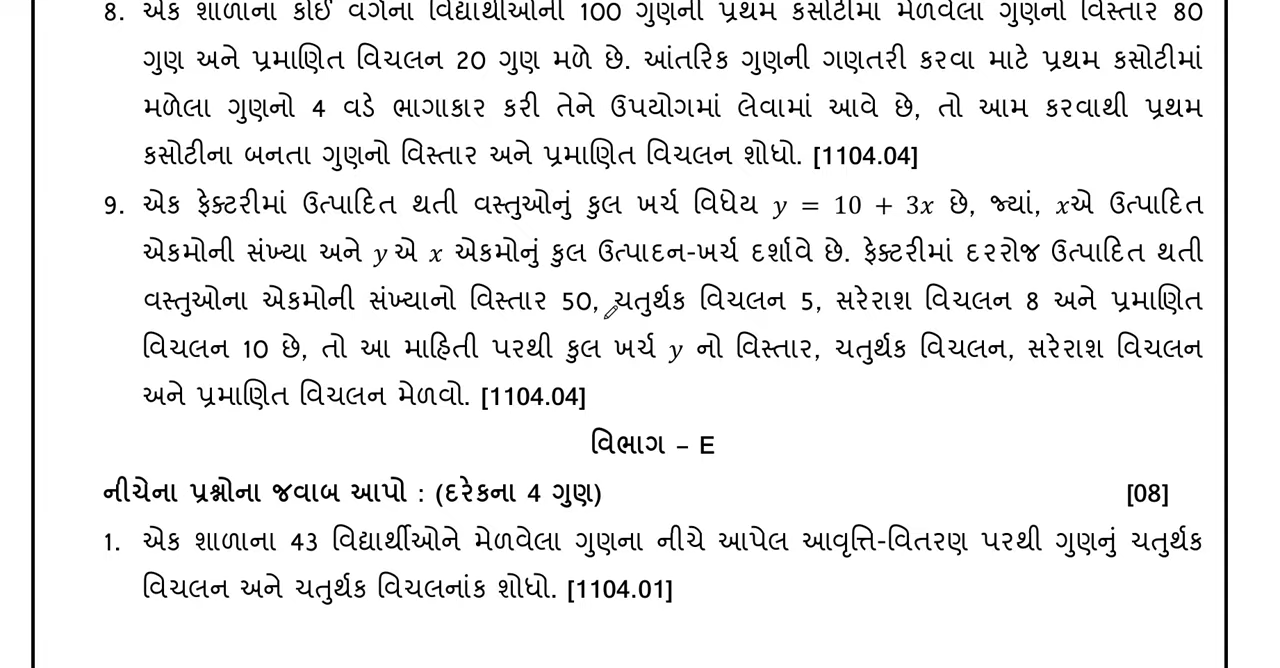 8. એક શાળાના કોઈ વર્ગના વિદ્યાર્થીઓની 100 ગુણની પ્રથમ કસોટીમાં મેળવેલા ગુણનો વિસ્તાર 80
ગુણ અને પ્રમાણિત વિચલન 20 ગુણ મળે છે. આંતરિક ગુણની ગણતરી કરવા માટે પ્રથમ કસોટીમાં
મળેલા ગુણનો 4 વડે ભાગાકાર કરી તેને ઉપયોગમાં લેવામાં આવે છે, તો આમ કરવાથી પ્રથમ
કસોટીના બનતા ગુણનો વિસ્તાર અને પ્રમાણિત વિચલન શોધો. [1104.04]
9. એક ફેક્ટરીમાં ઉત્પાદિત થતી વસ્તુઓનું કુલ ખર્ચ વિધેય y = 10 + 3x છે, જ્યાં, xએ ઉત્પાદિત
એકમોની સંખ્યા અને y એ x એકમોનું કુલ ઉત્પાદન-ખર્ચ દર્શાવે છે. ફેક્ટરીમાં દરરોજ ઉત્પાદિત થતી
વસ્તુઓના એકમોની સંખ્યાનો વિસ્તાર 50, ચતુર્થક વિચલન 5, સરેરાશ વિચલન 8 અને પ્રમાણિત
વિચલન 10 છે, તો આ માહિતી પરથી કુલ ખર્ચ y નો વિસ્તાર, ચતુર્થક વિચલન, સરેરાશ વિચલન
અને પ્રમાણિત વિચલન મેળવો. [1104.04]
વિભાગ – E
નીચેના પ્રશ્નોના જવાબ આપો : (દરેકના 4 ગુણ) [08]
1. એક શાળાના 43 વિદ્યાર્થીઓને મેળવેલા ગુણના નીચે આપેલ આવૃત્તિ-વિતરણ પરથી ગુણનું ચતુર્થક
વિચલન અને ચતુર્થક વિચલનાંક શોધો. [1104.01]